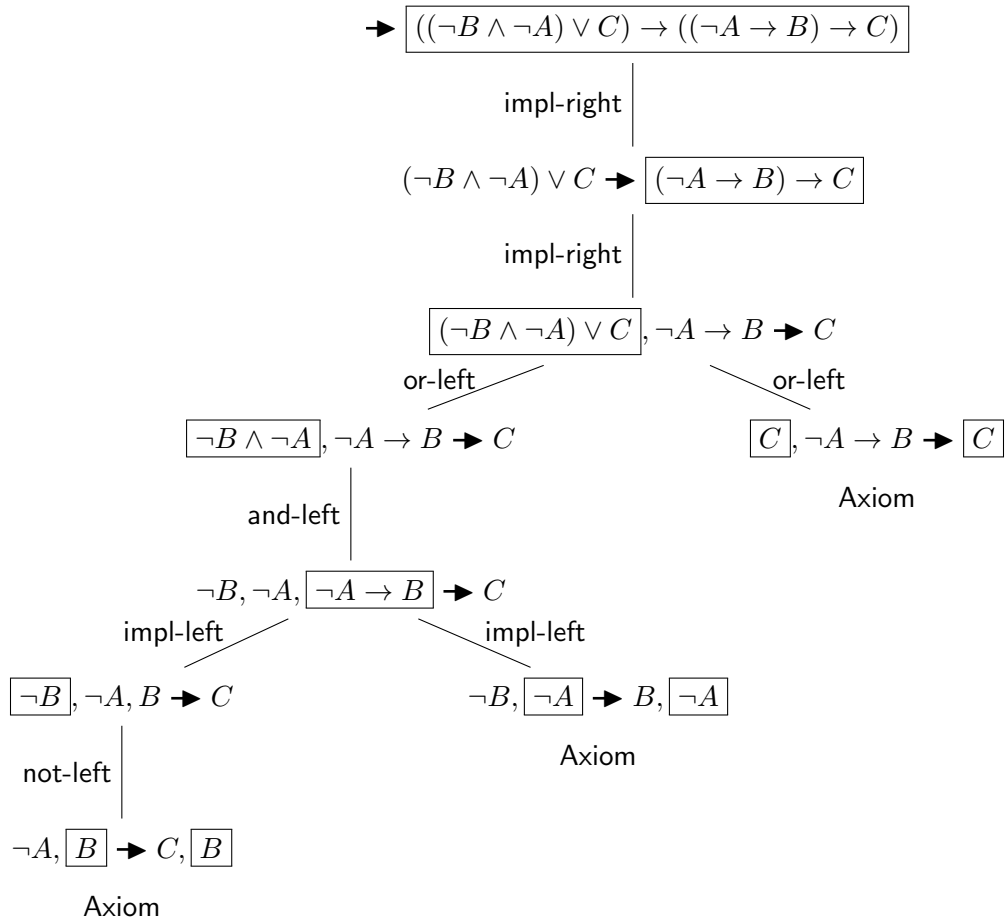 → ((¬B ∧ ¬A) ∨ C) → ((¬A → B) → C)
impl-right
(¬B ∧ ¬A) ∨ C → (¬A → B) → C
impl-right
(¬B ∧ ¬A) ∨ C, ¬A → B → C
or-left or-left
¬B ∧ ¬A, ¬A → B → C C, ¬A → B → C
Axiom
and-left
¬B, ¬A, ¬A → B → C
impl-left impl-left
¬B, ¬A, B → C ¬B, ¬A → B, ¬A
Axiom
not-left
¬A, B → C, B
Axiom